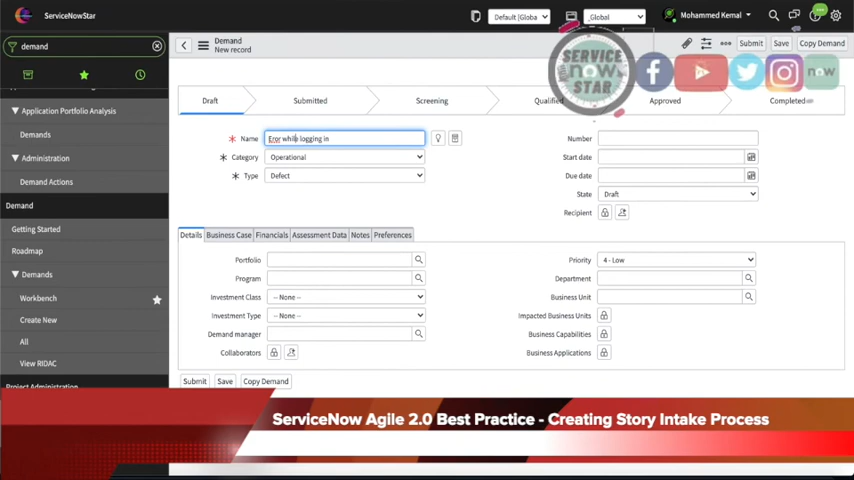 ServiceNowStar
Default [Globa
_Global
Mohammed Kemal
demand
Demand
New record
Submit
Save
Copy Demand
SERVICE
now
STAR
now
Application Portfolio Analysis
Demands
Administration
Demand Actions
Demand
Getting Started
Roadmap
Demands
Workbench
Create New
All
View RIDAC
Project Administration
Draft
Submitted
Screening
Qualified
Approved
Completed
Name
Eror while logging in
Category
Operational
Type
Defect
Number
Start date
Due date
State
Draft
Recipient
Details
Business Case
Financials
Assessment Data
Notes
Preferences
Portfolio
Program
Investment Class
-- None --
Investment Type
-- None --
Demand manager
Collaborators
Priority
4 - Low
Department
Business Unit
Impacted Business Units
Business Capabilities
Business Applications
Submit
Save
Copy Demand
ServiceNow Agile 2.0 Best Practice - Creating Story Intake Process